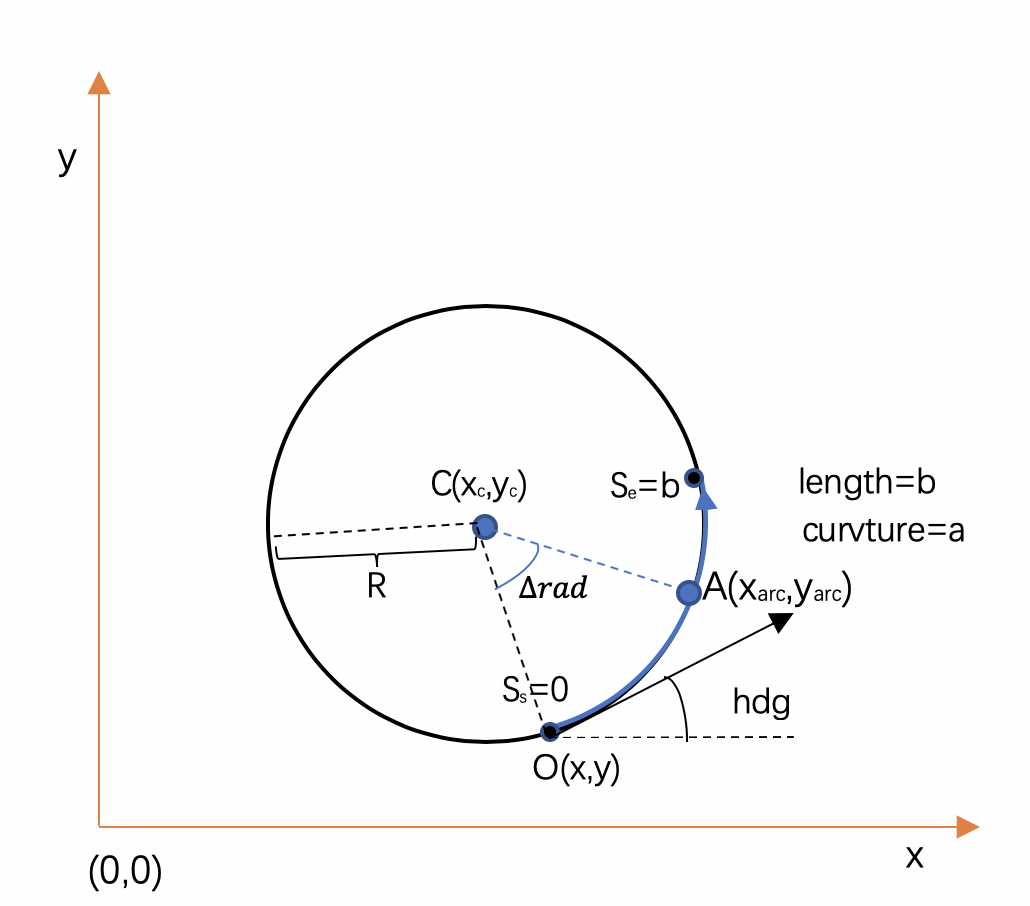 y
C(xc,yc)
Se=b
length=b
curvture=a
R
Δrad
A(xarc,yarc)
Ss=0
hdg
O(x,y)
x
(0,0)